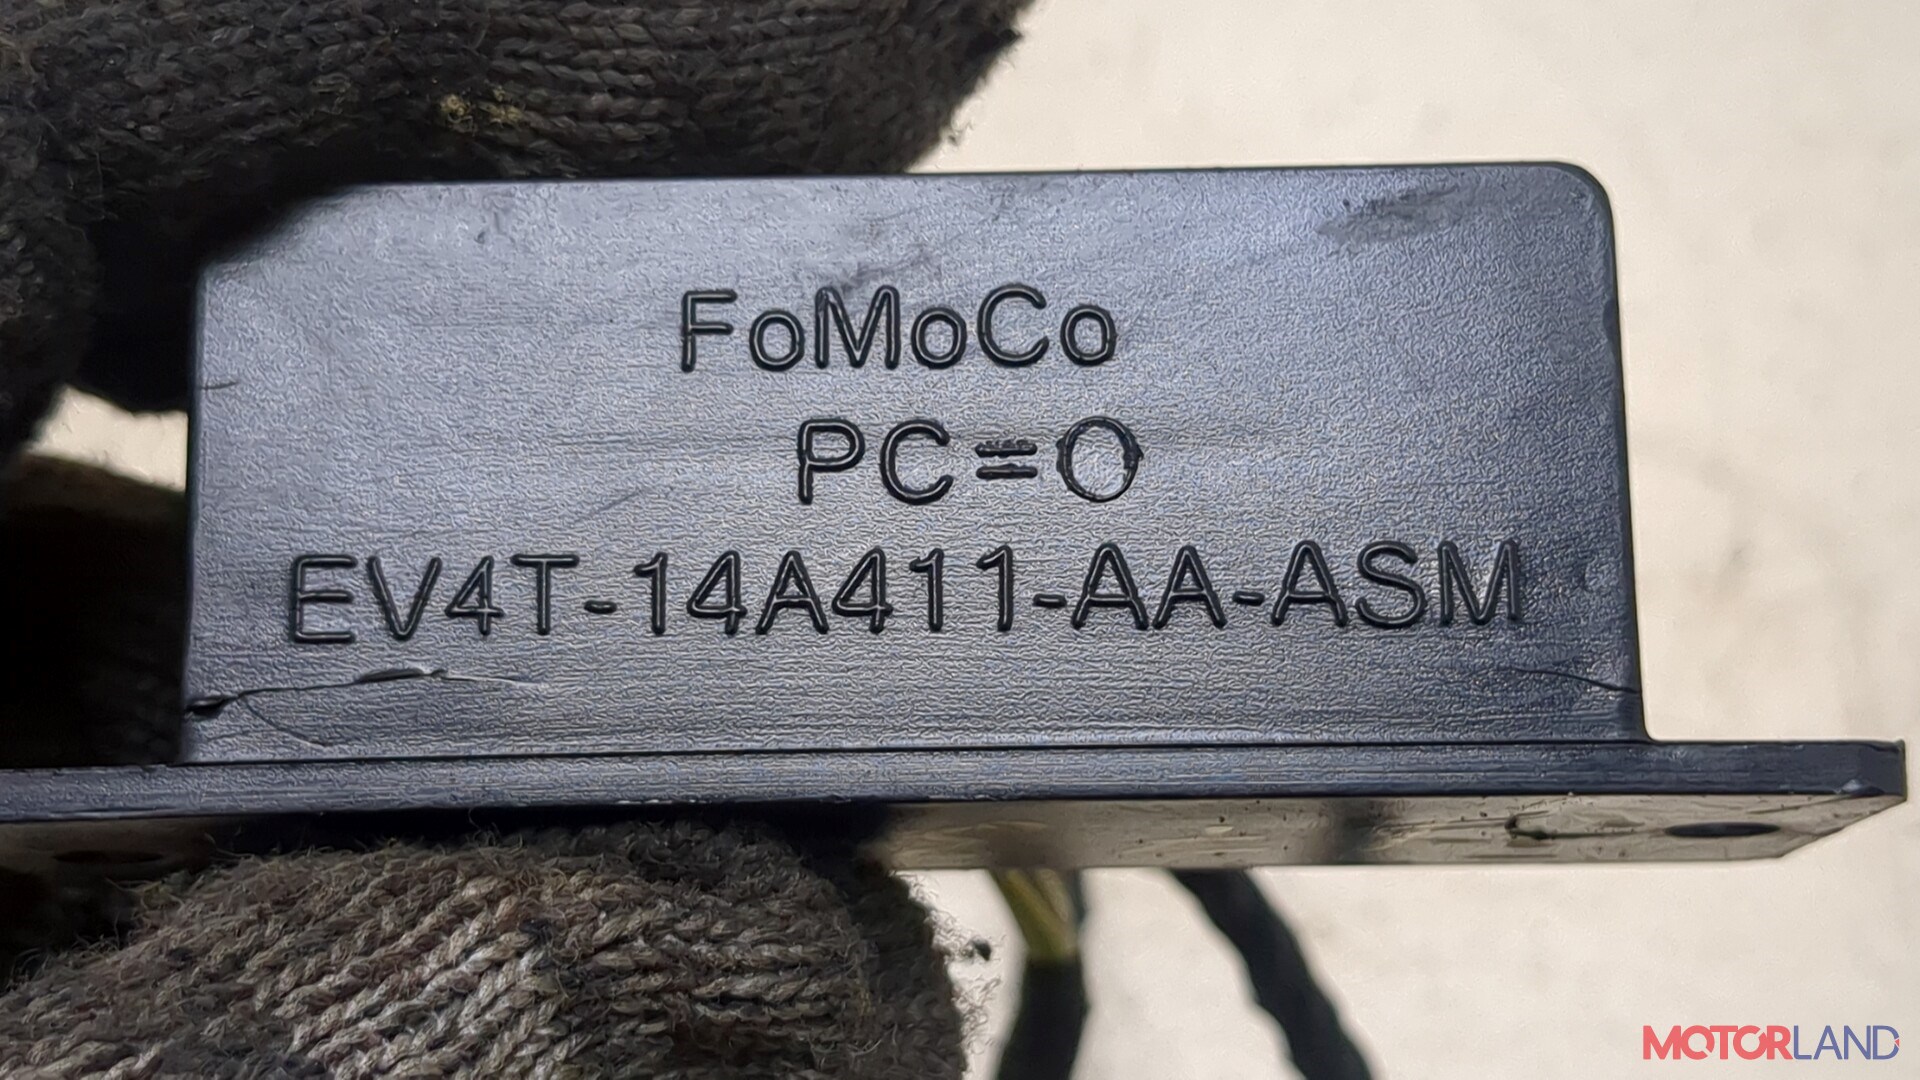 FoMoCo
PC=O
EV4T-14A411-AA-ASM
MOTORLAND